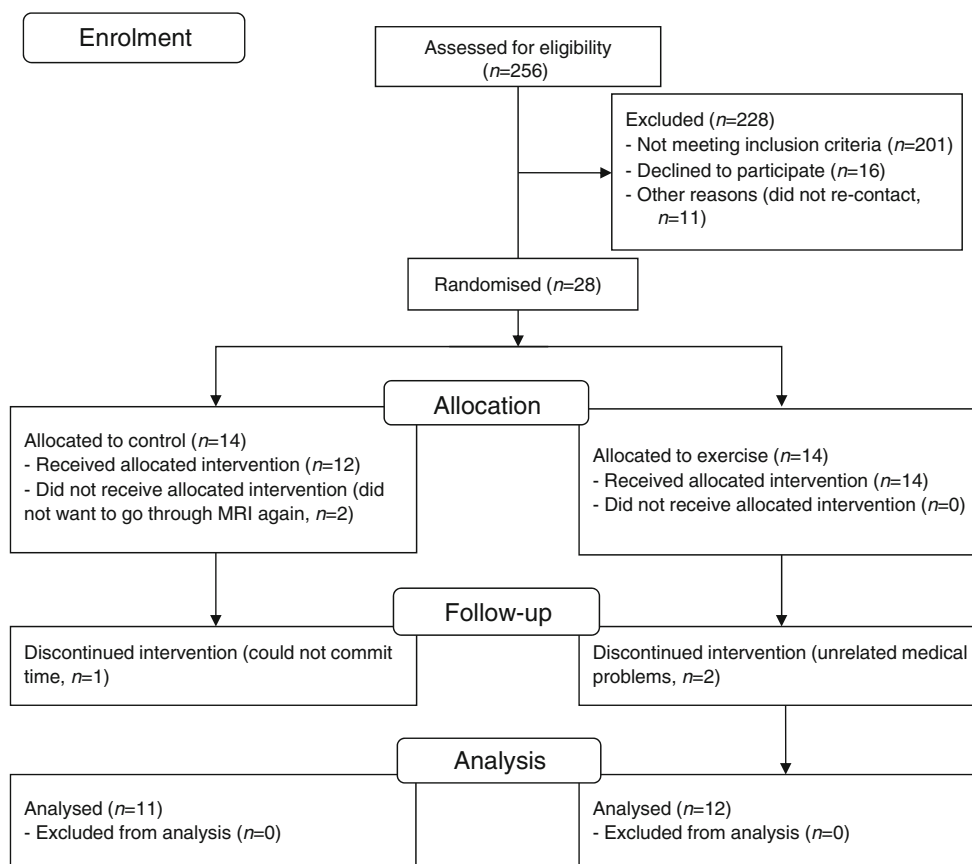 Enrolment
Assessed for eligibility
(n=256)
Excluded (n=228)
- Not meeting inclusion criteria (n=201)
- Declined to participate (n=16)
- Other reasons (did not re-contact,
n=11)
Randomised (n=28)
Allocation
Allocated to control (n=14)
- Received allocated intervention (n=12)
- Did not receive allocated intervention (did
not want to go through MRI again, n=2)
Allocated to exercise (n=14)
- Received allocated intervention (n=14)
- Did not receive allocated intervention (n=0)
Follow-up
Discontinued intervention (could not commit
time, n=1)
Discontinued intervention (unrelated medical
problems, n=2)
Analysis
Analysed (n=11)
- Excluded from analysis (n=0)
Analysed (n=12)
- Excluded from analysis (n=0)